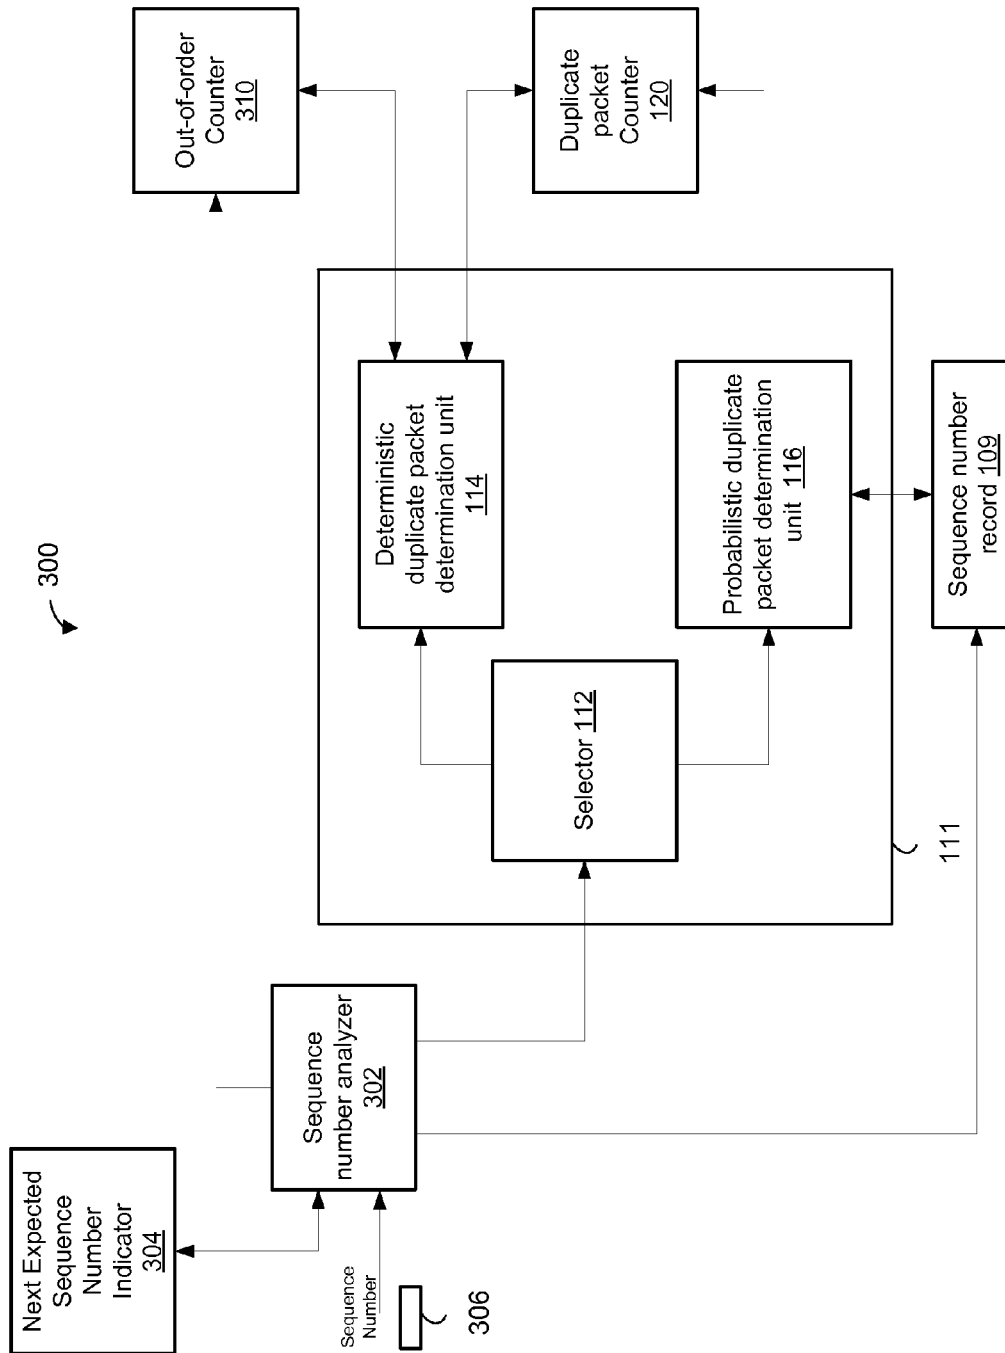 300
Next Expected
Sequence
Number
Indicator
304
Sequence
Number
306
Sequence
number analyzer
302
Selector 112
111
Deterministic
duplicate packet
determination unit
114
Probabilistic duplicate
packet determination
unit 116
Sequence number
record 109
Out-of-order
Counter
310
Duplicate
packet
Counter
120